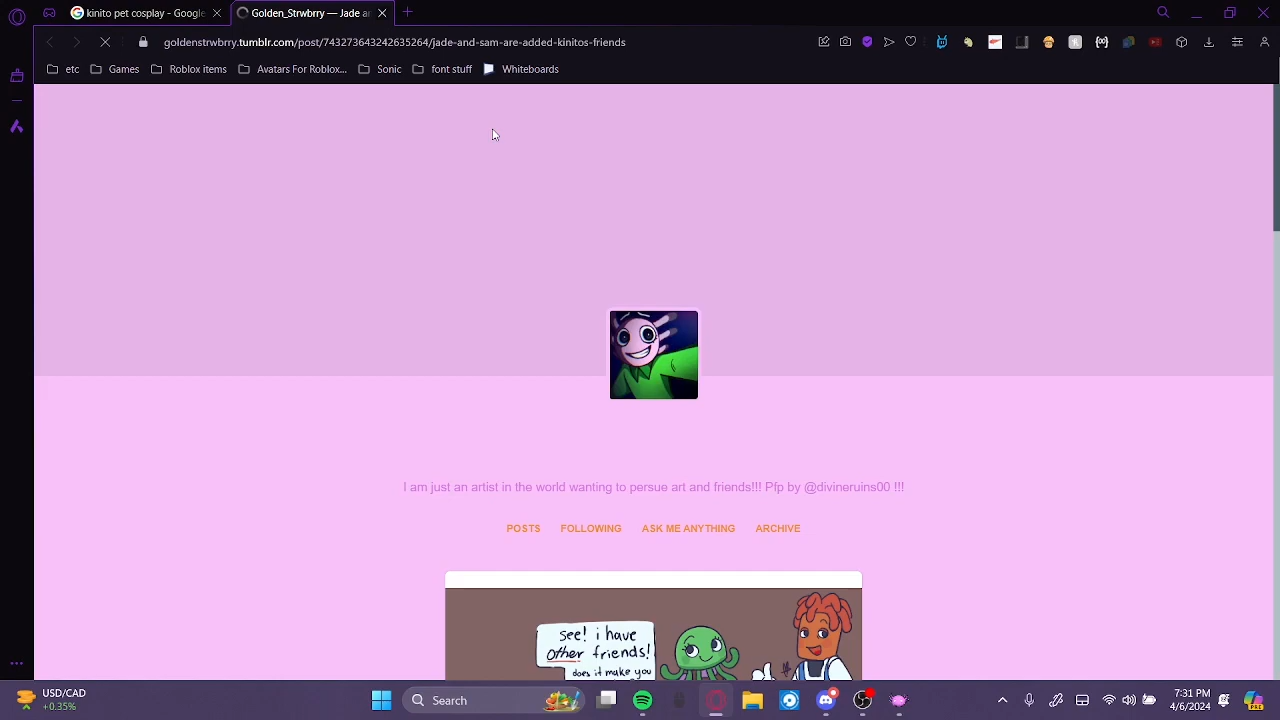 kinito pet cosplay - Google
Golden_Strwbrry — Jade ar
goldenstrwbrry.tumblr.com/post/743273643242635264/jade-and-sam-are-added-kinitos-friends
etc
Games
Roblox items
Avatars For Roblox...
Sonic
font stuff
Whiteboards
I am just an artist in the world wanting to persue art and friends!!! Pfp by @divineruins00 !!!
POSTS FOLLOWING ASK ME ANYTHING ARCHIVE
see! i have
other friends!
does it make you
USD/CAD
+0.35%
Search
7:31 PM
4/6/2024